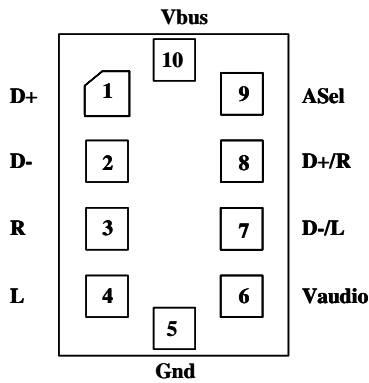 Vbus
10
D+ 1 9 ASel
D- 2 8 D+/R
R 3 7 D-/L
L 4 6 Vaudio
5
Gnd